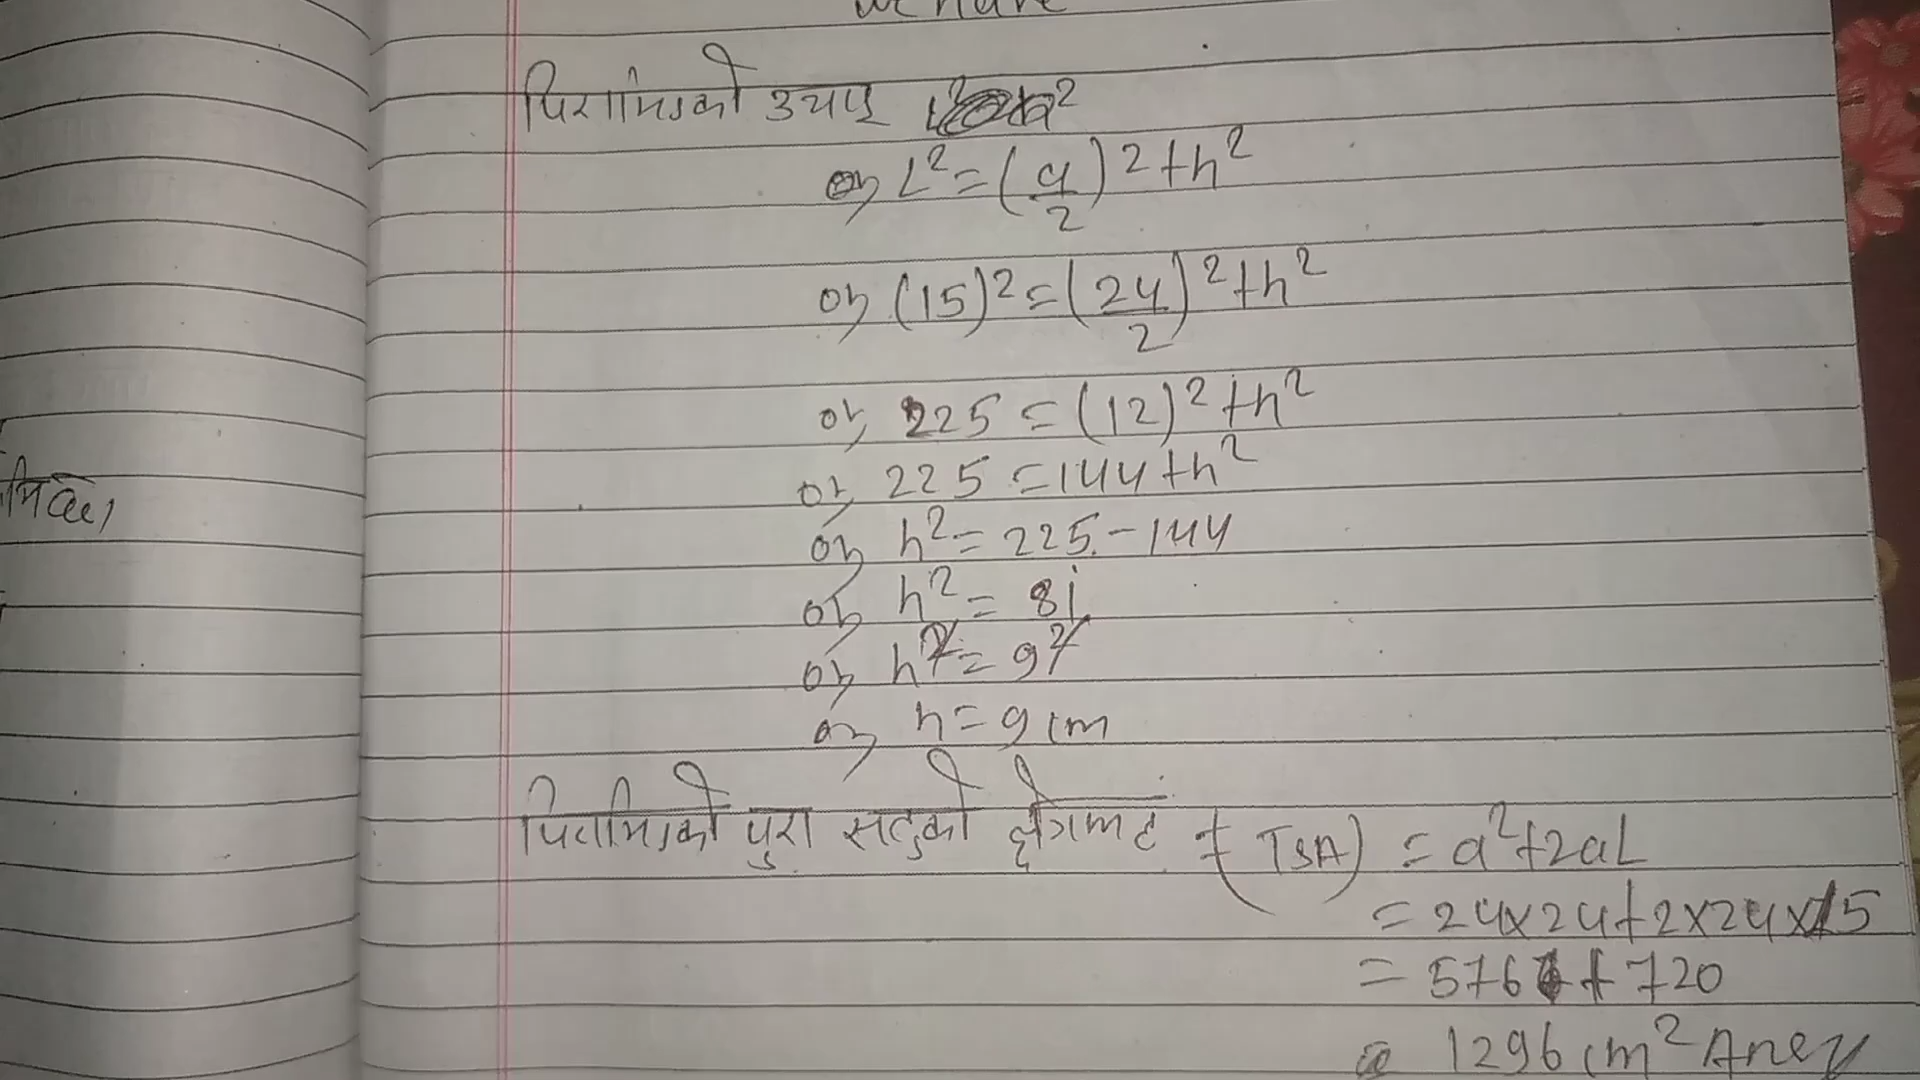 we have
पिरामिडको उचाइ
or, L² = (a/2)² + h²
or, (15)² = (24/2)² + h²
or, 225 = (12)² + h²
or, 225 = 144 + h²
or, h² = 225 - 144
or, h² = 81
or, h² = 9²
or, h = 9 cm
पिरामिडको पुरा सतहको क्षेत्रफल (TSA) = a² + 2aL
= 24×24 + 2×24×15
= 576 + 720
= 1296 cm² Ans